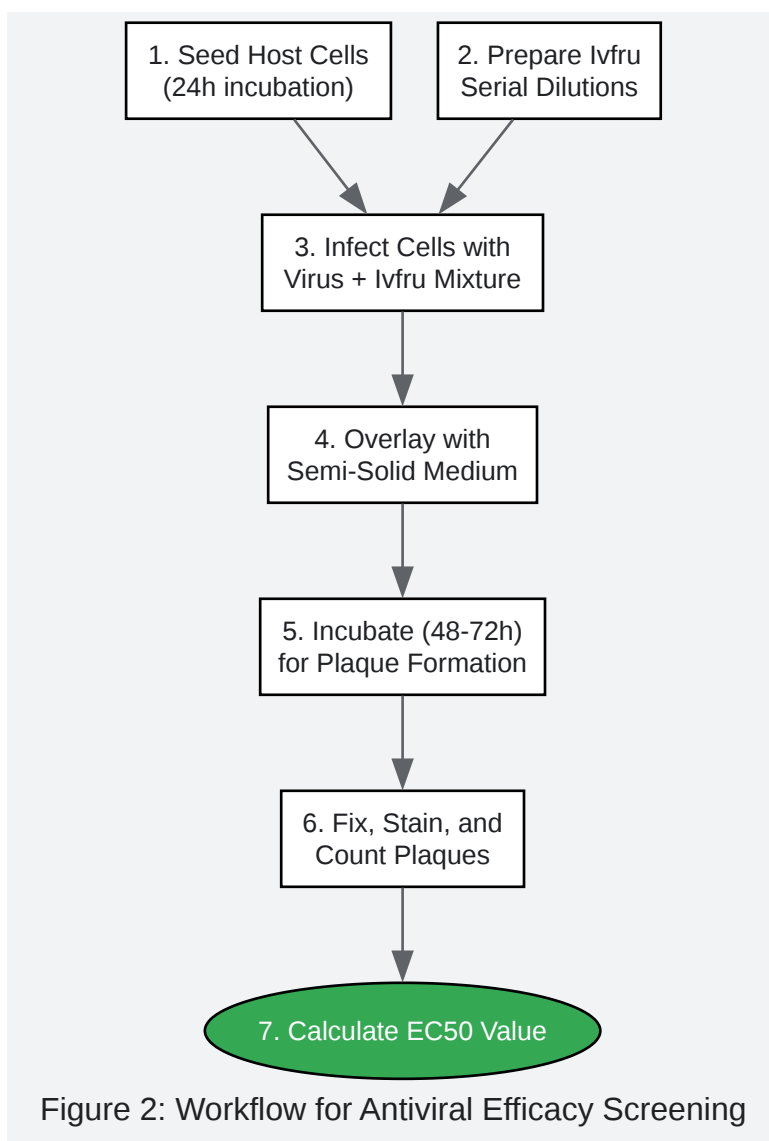 1. Seed Host Cells
(24h incubation)
2. Prepare Ivfru
Serial Dilutions
3. Infect Cells with
Virus + Ivfru Mixture
4. Overlay with
Semi-Solid Medium
5. Incubate (48-72h)
for Plaque Formation
6. Fix, Stain, and
Count Plaques
7. Calculate EC50 Value
Figure 2: Workflow for Antiviral Efficacy Screening